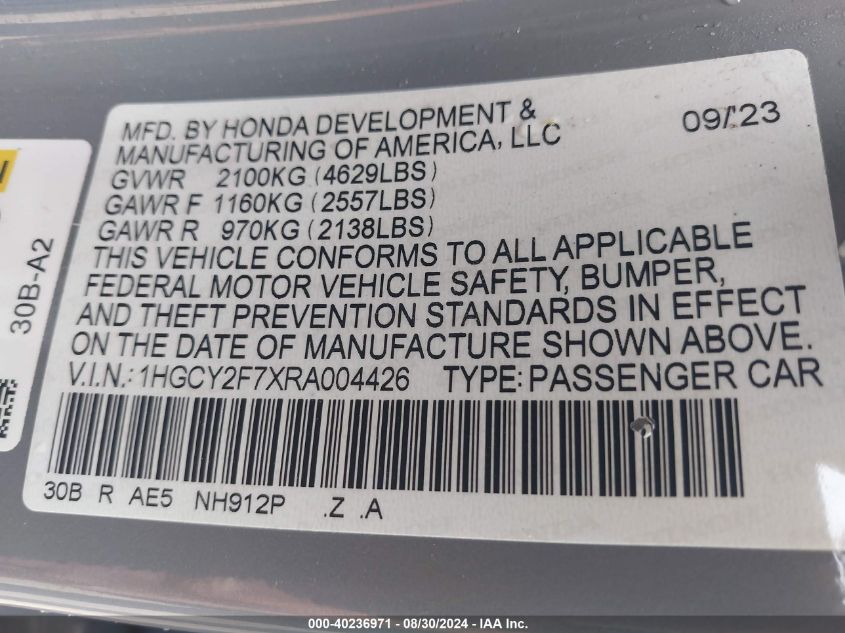 MFD. BY HONDA DEVELOPMENT & 09/23
MANUFACTURING OF AMERICA, LLC
GVWR 2100KG (4629LBS)
GAWR F 1160KG (2557LBS)
GAWR R 970KG (2138LBS)
THIS VEHICLE CONFORMS TO ALL APPLICABLE
FEDERAL MOTOR VEHICLE SAFETY, BUMPER,
AND THEFT PREVENTION STANDARDS IN EFFECT
ON THE DATE OF MANUFACTURE SHOWN ABOVE.
V.I.N.: 1HGCY2F7XRA004426 TYPE: PASSENGER CAR
30B R AE5 NH912P .Z .A
30B-A2
000-40236971 / 08/30/2024 - IAA Inc.